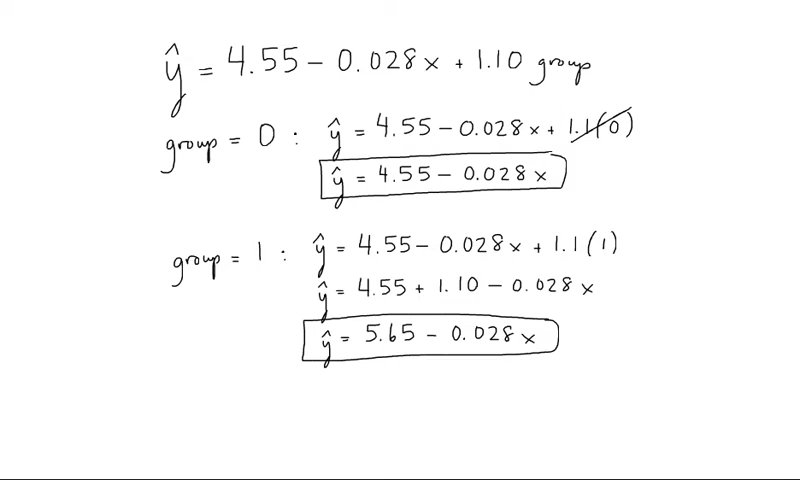 ŷ = 4.55 - 0.028x + 1.10 group
group = 0 : ŷ = 4.55 - 0.028x + 1.1(0)
ŷ = 4.55 - 0.028x
group = 1 : ŷ = 4.55 - 0.028x + 1.1(1)
ŷ = 4.55 + 1.10 - 0.028x
ŷ = 5.65 - 0.028x